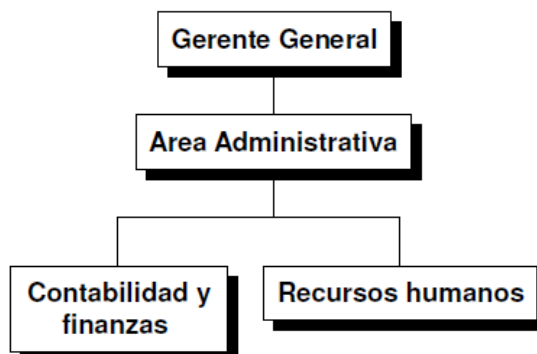 Gerente General
Area Administrativa
Contabilidad y
finanzas
Recursos humanos